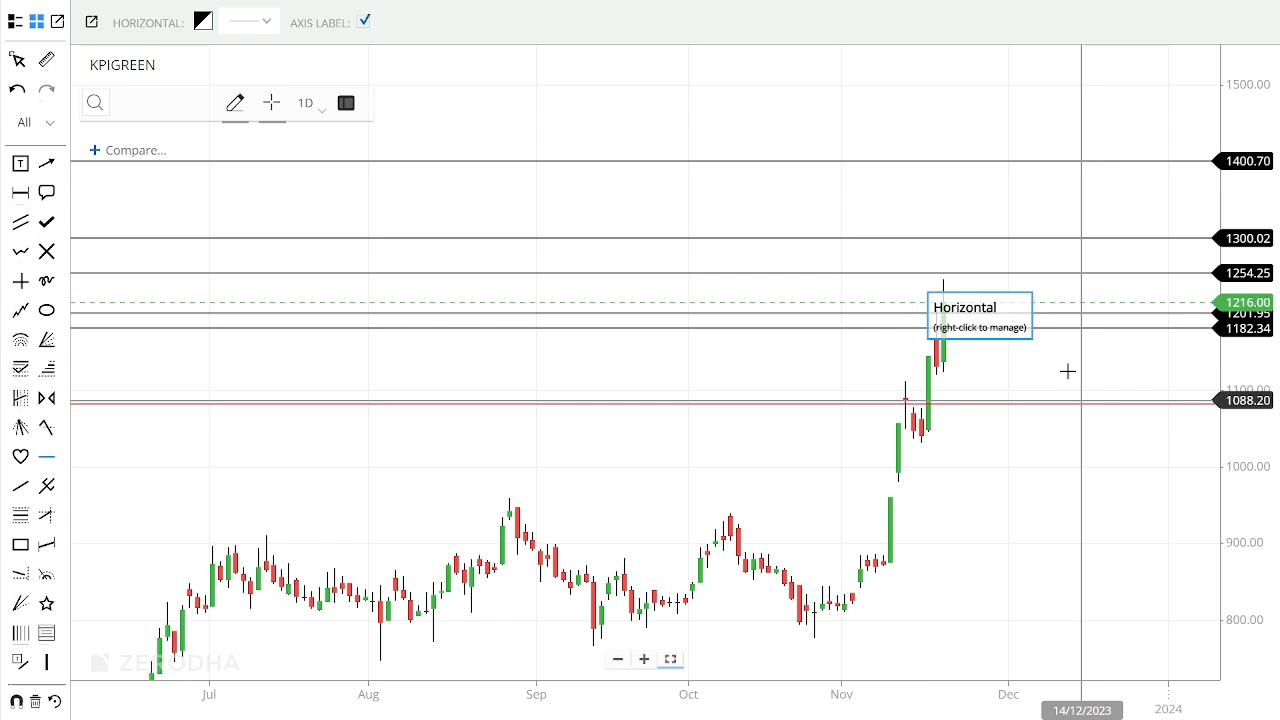 HORIZONTAL:
AXIS LABEL:
KPIGREEN
1D
All
+ Compare...
1500.00
1400.70
1300.02
1254.25
1216.00
1201.95
1182.34
Horizontal
(right-click to manage)
1100.00
1088.20
1000.00
900.00
800.00
ZERODHA
Jul
Aug
Sep
Oct
Nov
Dec
14/12/2023
2024